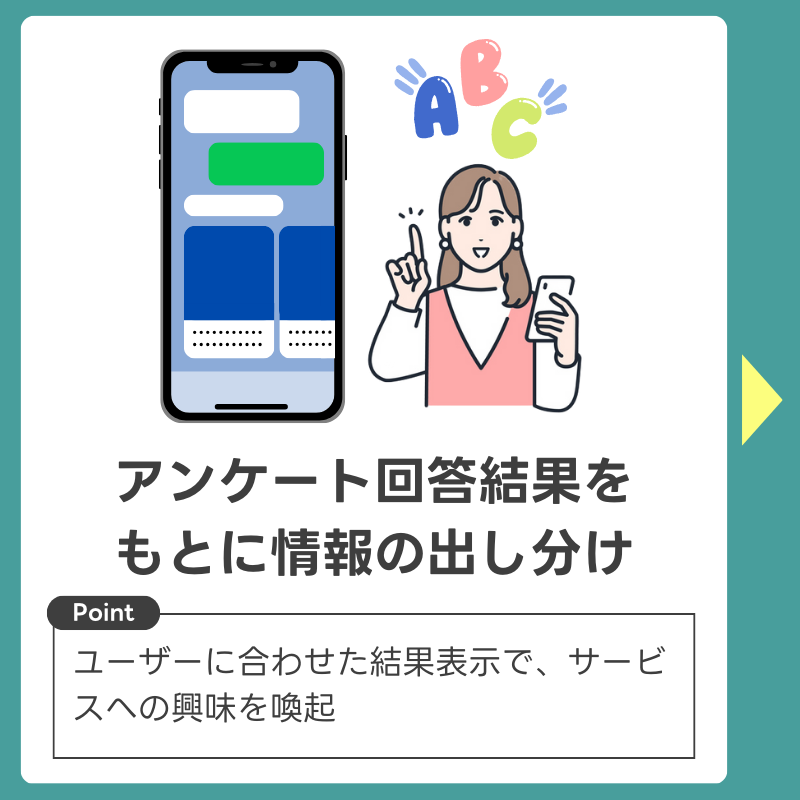 ABC
アンケート回答結果を
もとに情報の出し分け
Point
ユーザーに合わせた結果表示で、サービ
スへの興味を喚起